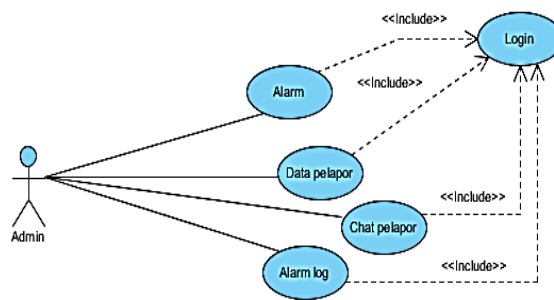 <<Include>>
Login
Alarm
<<Include>>
Data pelapor
Admin
Chat pelapor
<<Include>>
Alarm log
<<Include>>